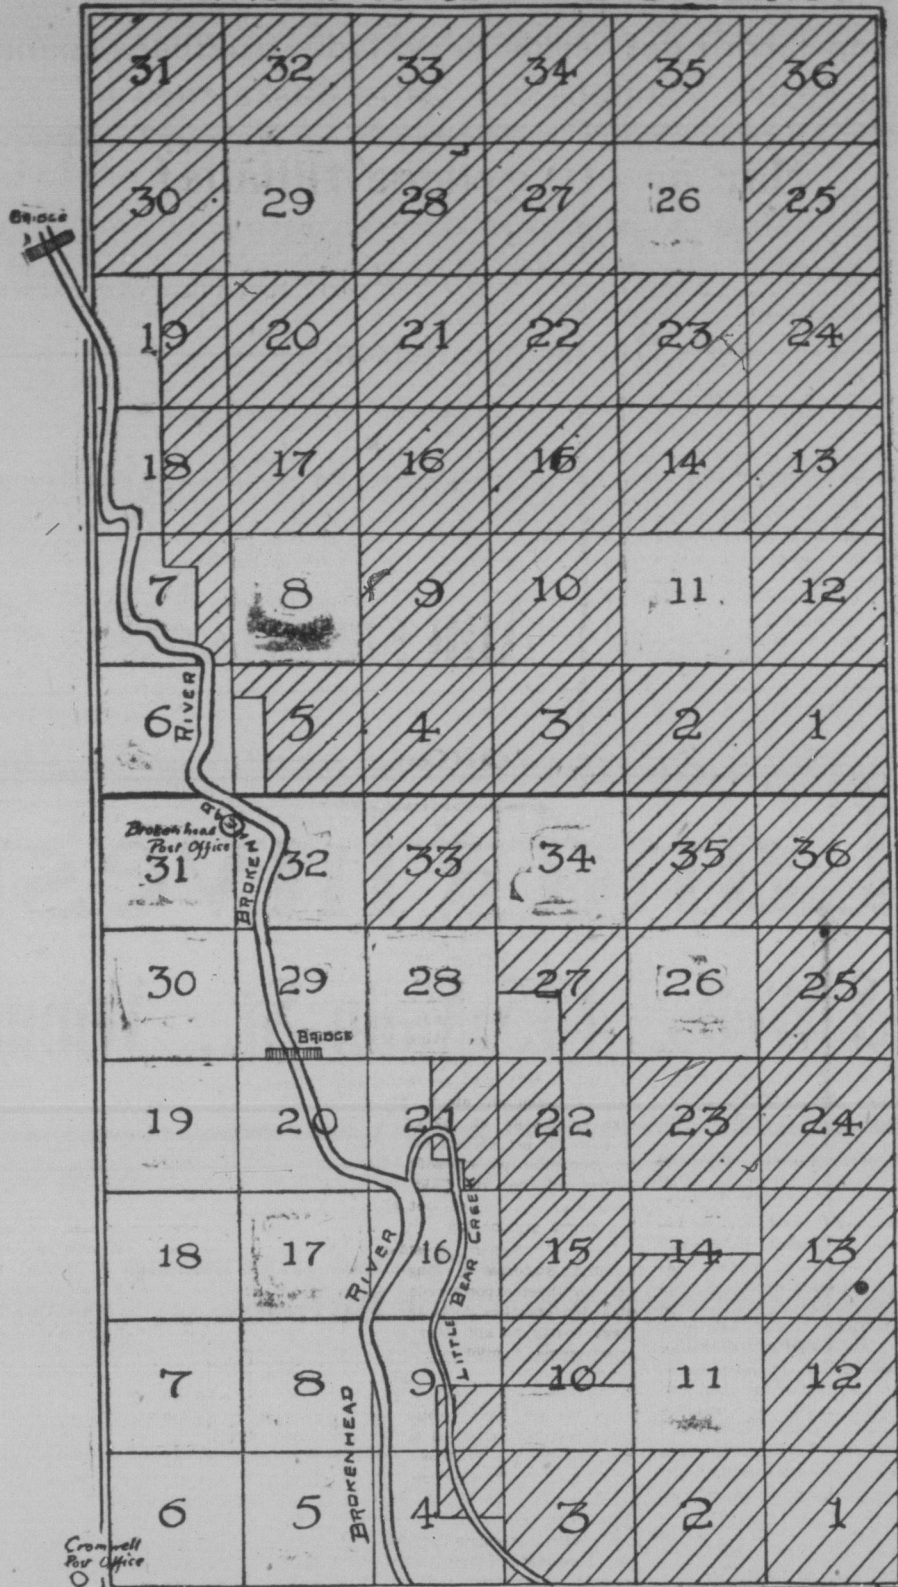 31 32 33 34 35 36
30 29 28 27 26 25
BRIDGE
19 20 21 22 23 24
18 17 16 15 14 13
7 8 9 10 11 12
6 5 4 3 2 1
RIVER
Brokenhead
Post Office
31 32 33 34 35 36
BROKEN
30 29 28 27 26 25
BRIDGE
19 20 21 22 23 24
18 17 16 15 14 13
RIVER
LITTLE BEAR CREEK
7 8 9 10 11 12
BROKENHEAD
6 5 4 3 2 1
Cromwell
Post Office